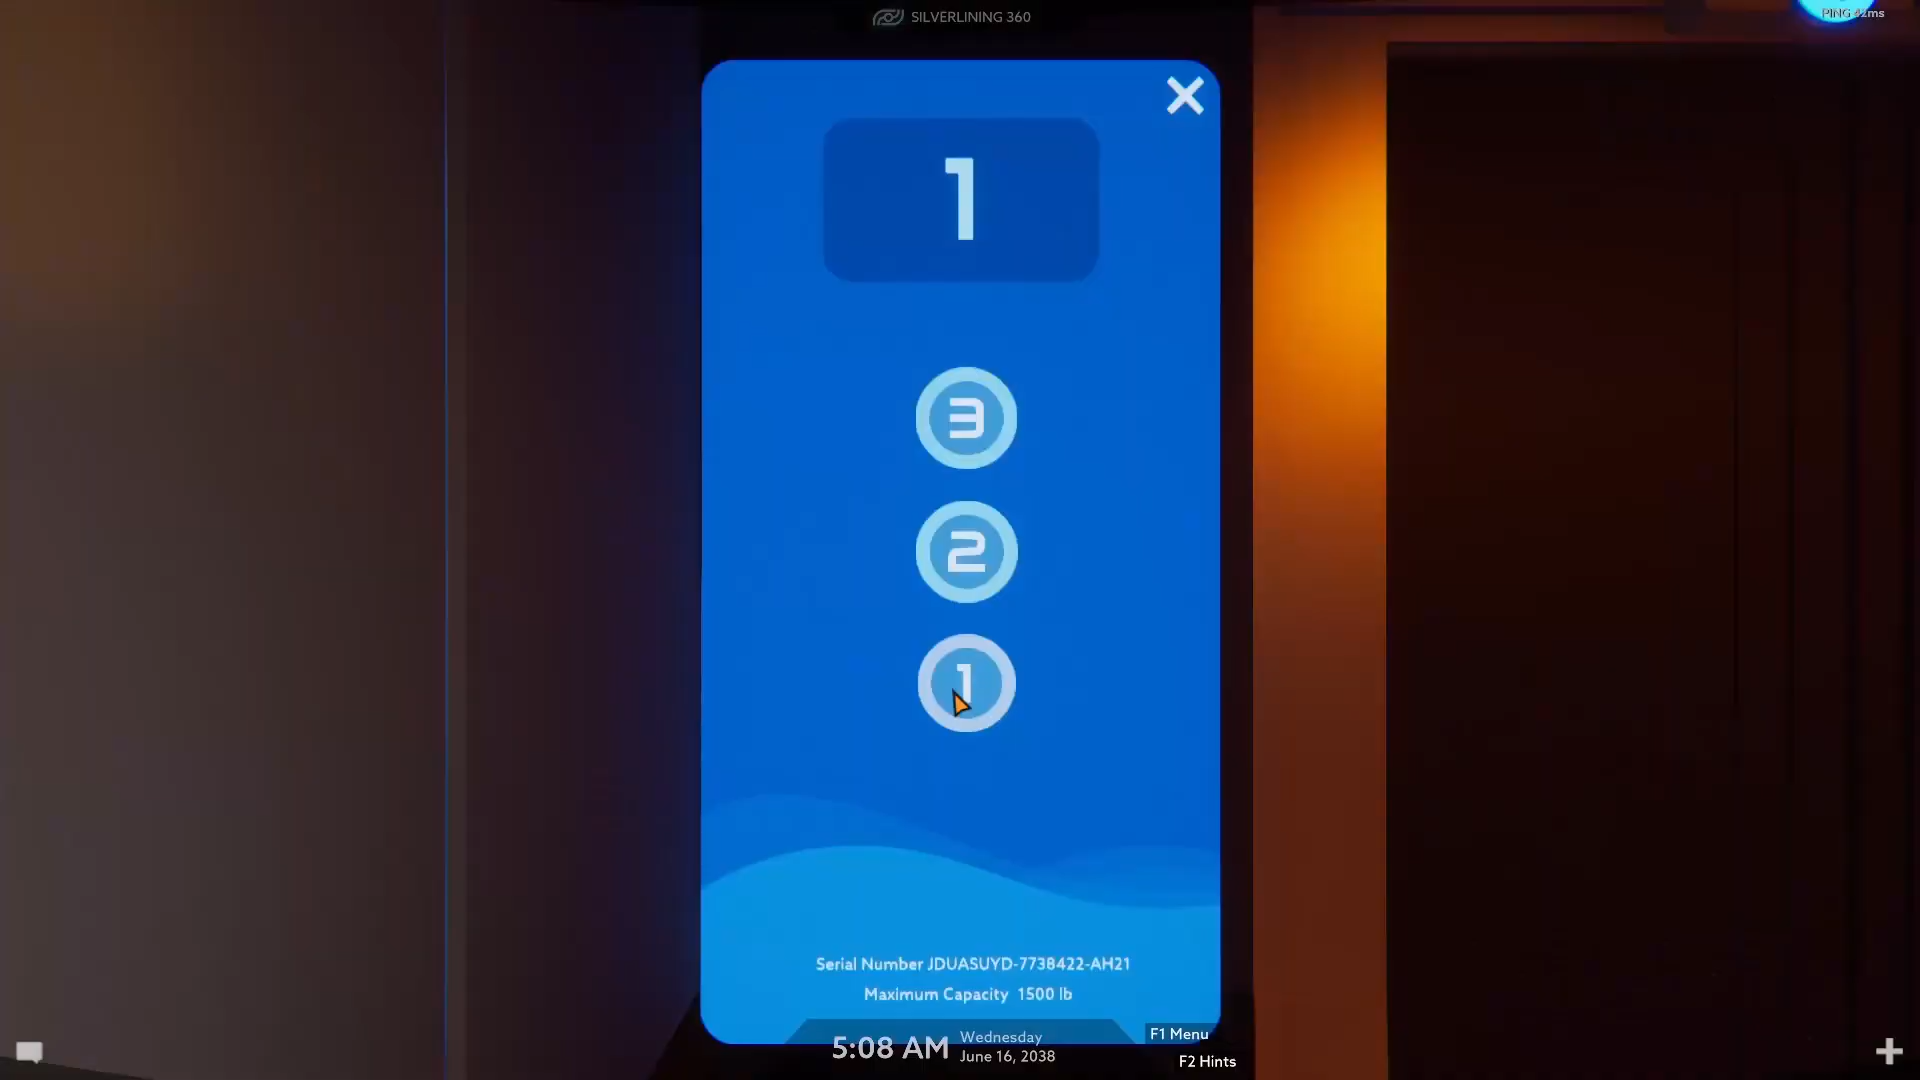 SILVERLINING 360
PING 42ms
1
3
2
1
Serial Number JDUASUYD-7738422-AH21
Maximum Capacity 1500 lb
5:08 AM
Wednesday
June 16, 2038
F1 Menu
F2 Hints